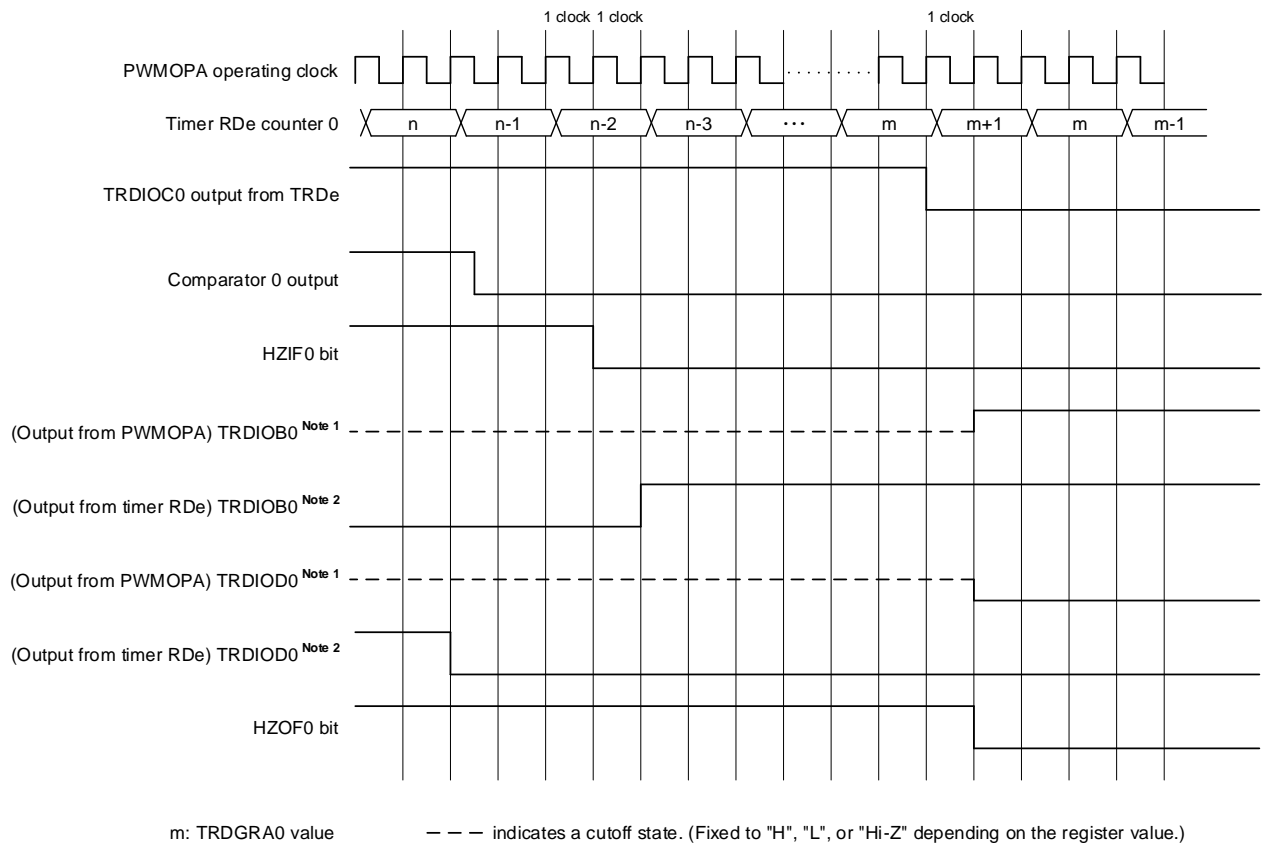 1 clock 1 clock 1 clock
PWMOPA operating clock
Timer RDe counter 0 n n-1 n-2 n-3 ··· m m+1 m m-1
TRDIOC0 output from TRDe
Comparator 0 output
HZIF0 bit
(Output from PWMOPA) TRDIOB0 Note 1
(Output from timer RDe) TRDIOB0 Note 2
(Output from PWMOPA) TRDIOD0 Note 1
(Output from timer RDe) TRDIOD0 Note 2
HZOF0 bit
m: TRDGRA0 value
indicates a cutoff state. (Fixed to "H", "L", or "Hi-Z" depending on the register value.)